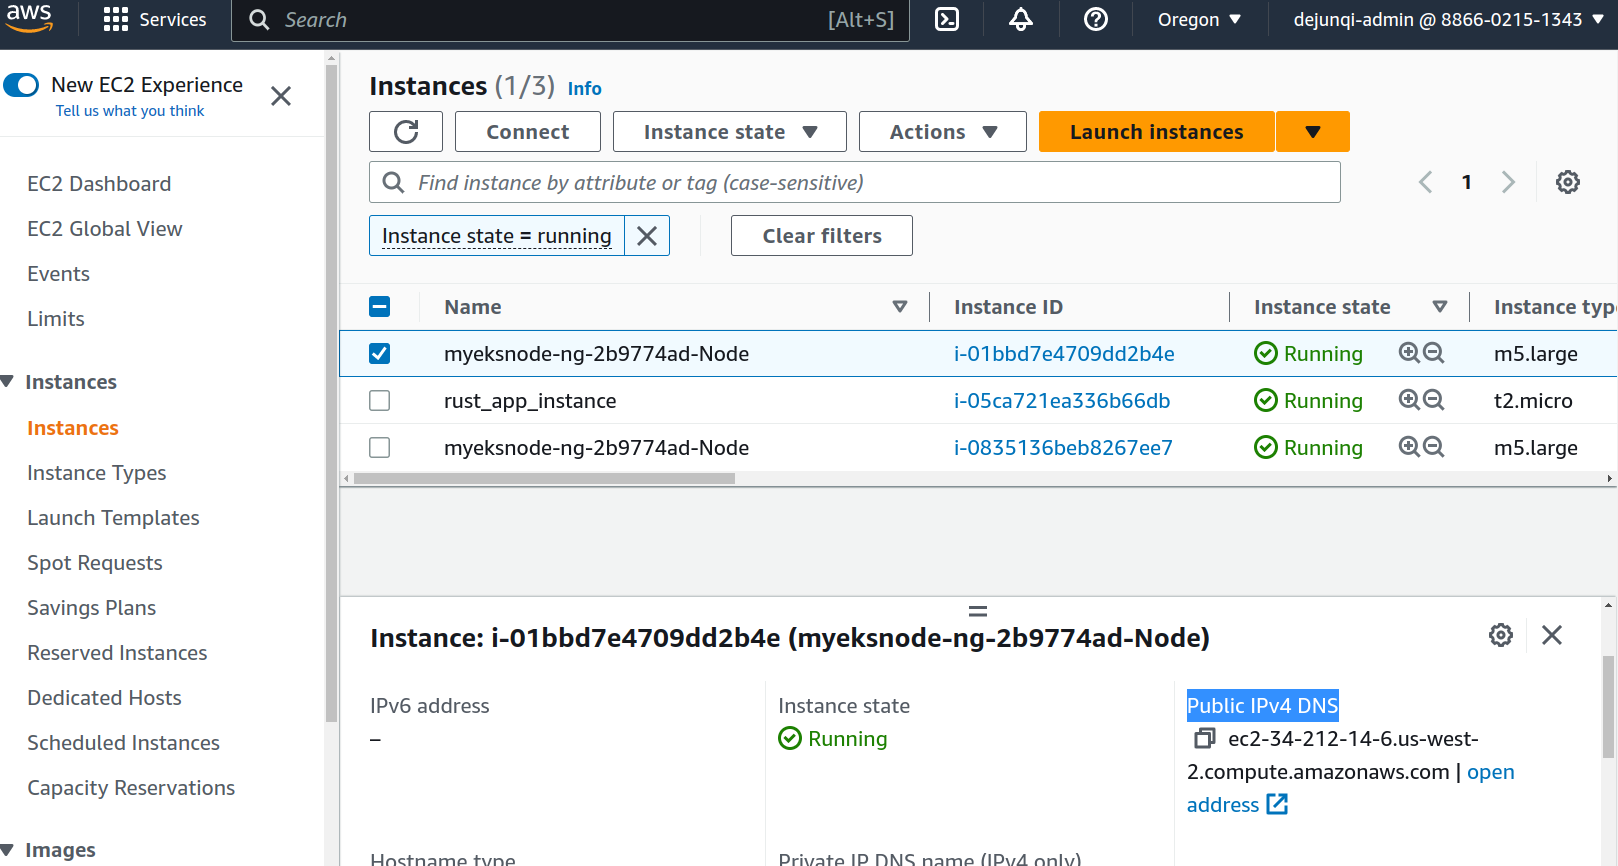 aws
Services
Search
[Alt+S]
Oregon
dejunqi-admin @ 8866-0215-1343
New EC2 Experience
Tell us what you think
EC2 Dashboard
EC2 Global View
Events
Limits
Instances
Instances
Instance Types
Launch Templates
Spot Requests
Savings Plans
Reserved Instances
Dedicated Hosts
Scheduled Instances
Capacity Reservations
Images
Instances (1/3) Info
Connect
Instance state
Actions
Launch instances
Find instance by attribute or tag (case-sensitive)
1
Instance state = running
Clear filters
Name
Instance ID
Instance state
Instance typ
myeksnode-ng-2b9774ad-Node
i-01bbd7e4709dd2b4e
Running
m5.large
rust_app_instance
i-05ca721ea336b66db
Running
t2.micro
myeksnode-ng-2b9774ad-Node
i-0835136beb8267ee7
Running
m5.large
Instance: i-01bbd7e4709dd2b4e (myeksnode-ng-2b9774ad-Node)
IPv6 address
–
Instance state
Running
Public IPv4 DNS
ec2-34-212-14-6.us-west-
2.compute.amazonaws.com | open
address
Hostname type
Private IP DNS name (IPv4 only)